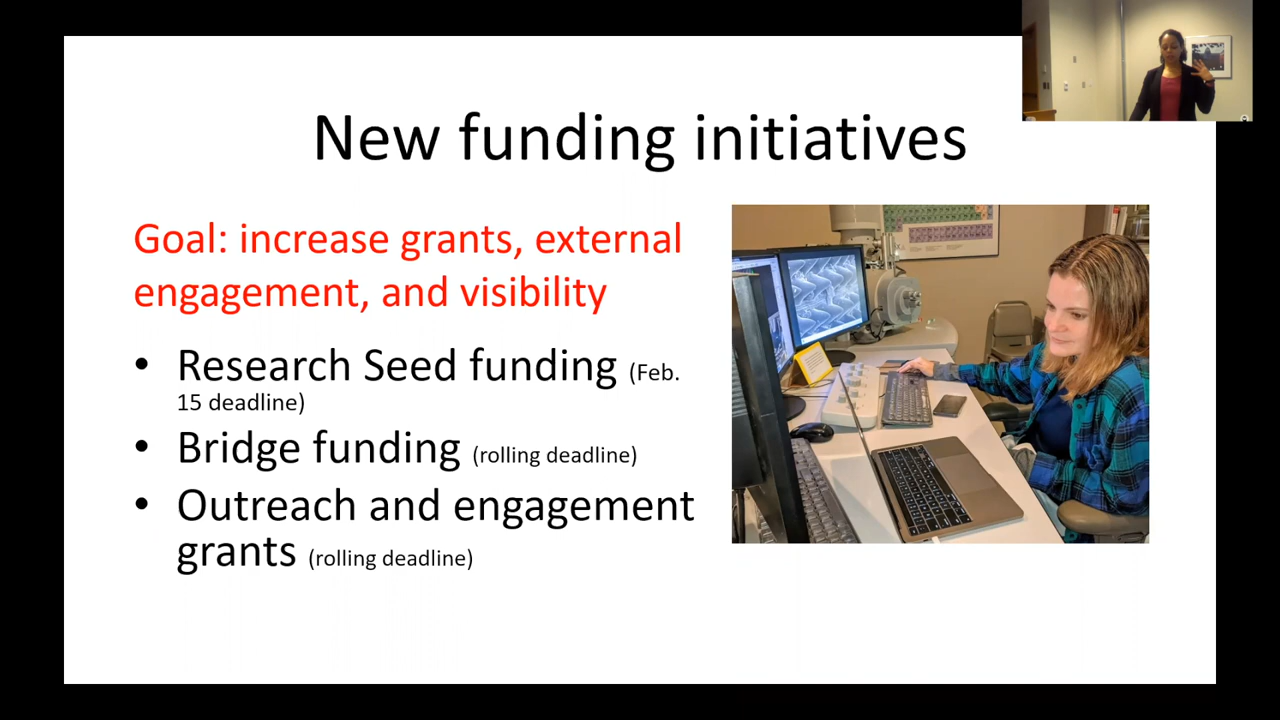 New funding initiatives
Goal: increase grants, external
engagement, and visibility
• Research Seed funding (Feb.
15 deadline)
• Bridge funding (rolling deadline)
• Outreach and engagement
grants (rolling deadline)